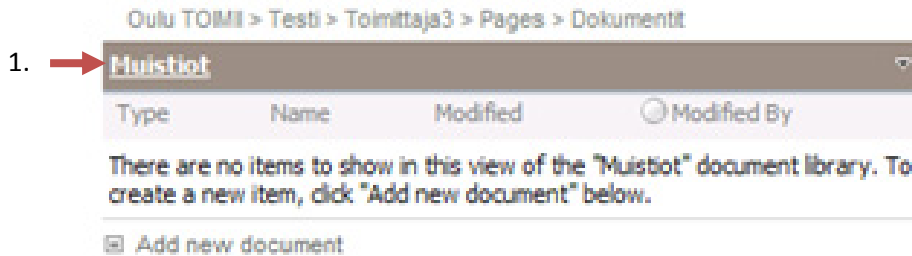 Oulu TOIMII > Testi > Toimittaja3 > Pages > Dokumentit
1. Muistiot
Type Name Modified Modified By
There are no items to show in this view of the "Muistiot" document library. To
create a new item, click "Add new document" below.
Add new document